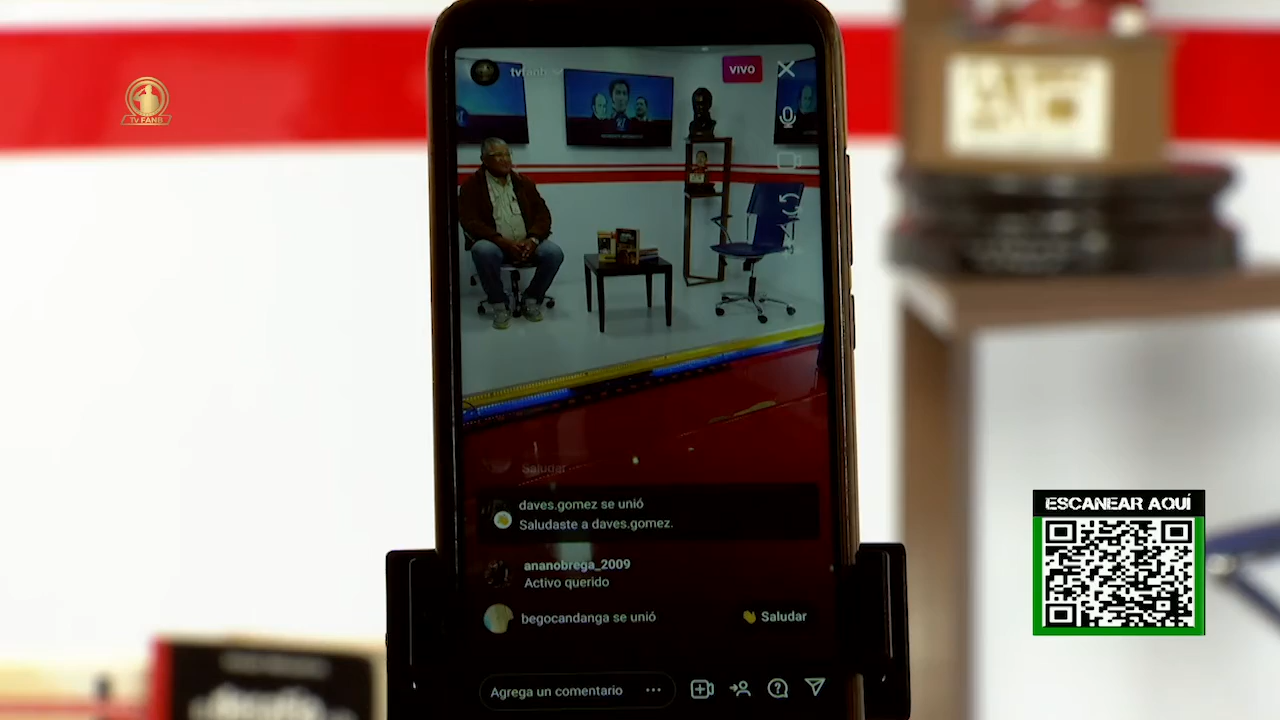 TV FANB
tvfanb
VIVO
Saludar
daves.gomez se unió
Saludaste a daves.gomez.
ananobrega_2009
Activo querido
begocandanga se unió
Saludar
Agrega un comentario
ESCANEAR AQUÍ